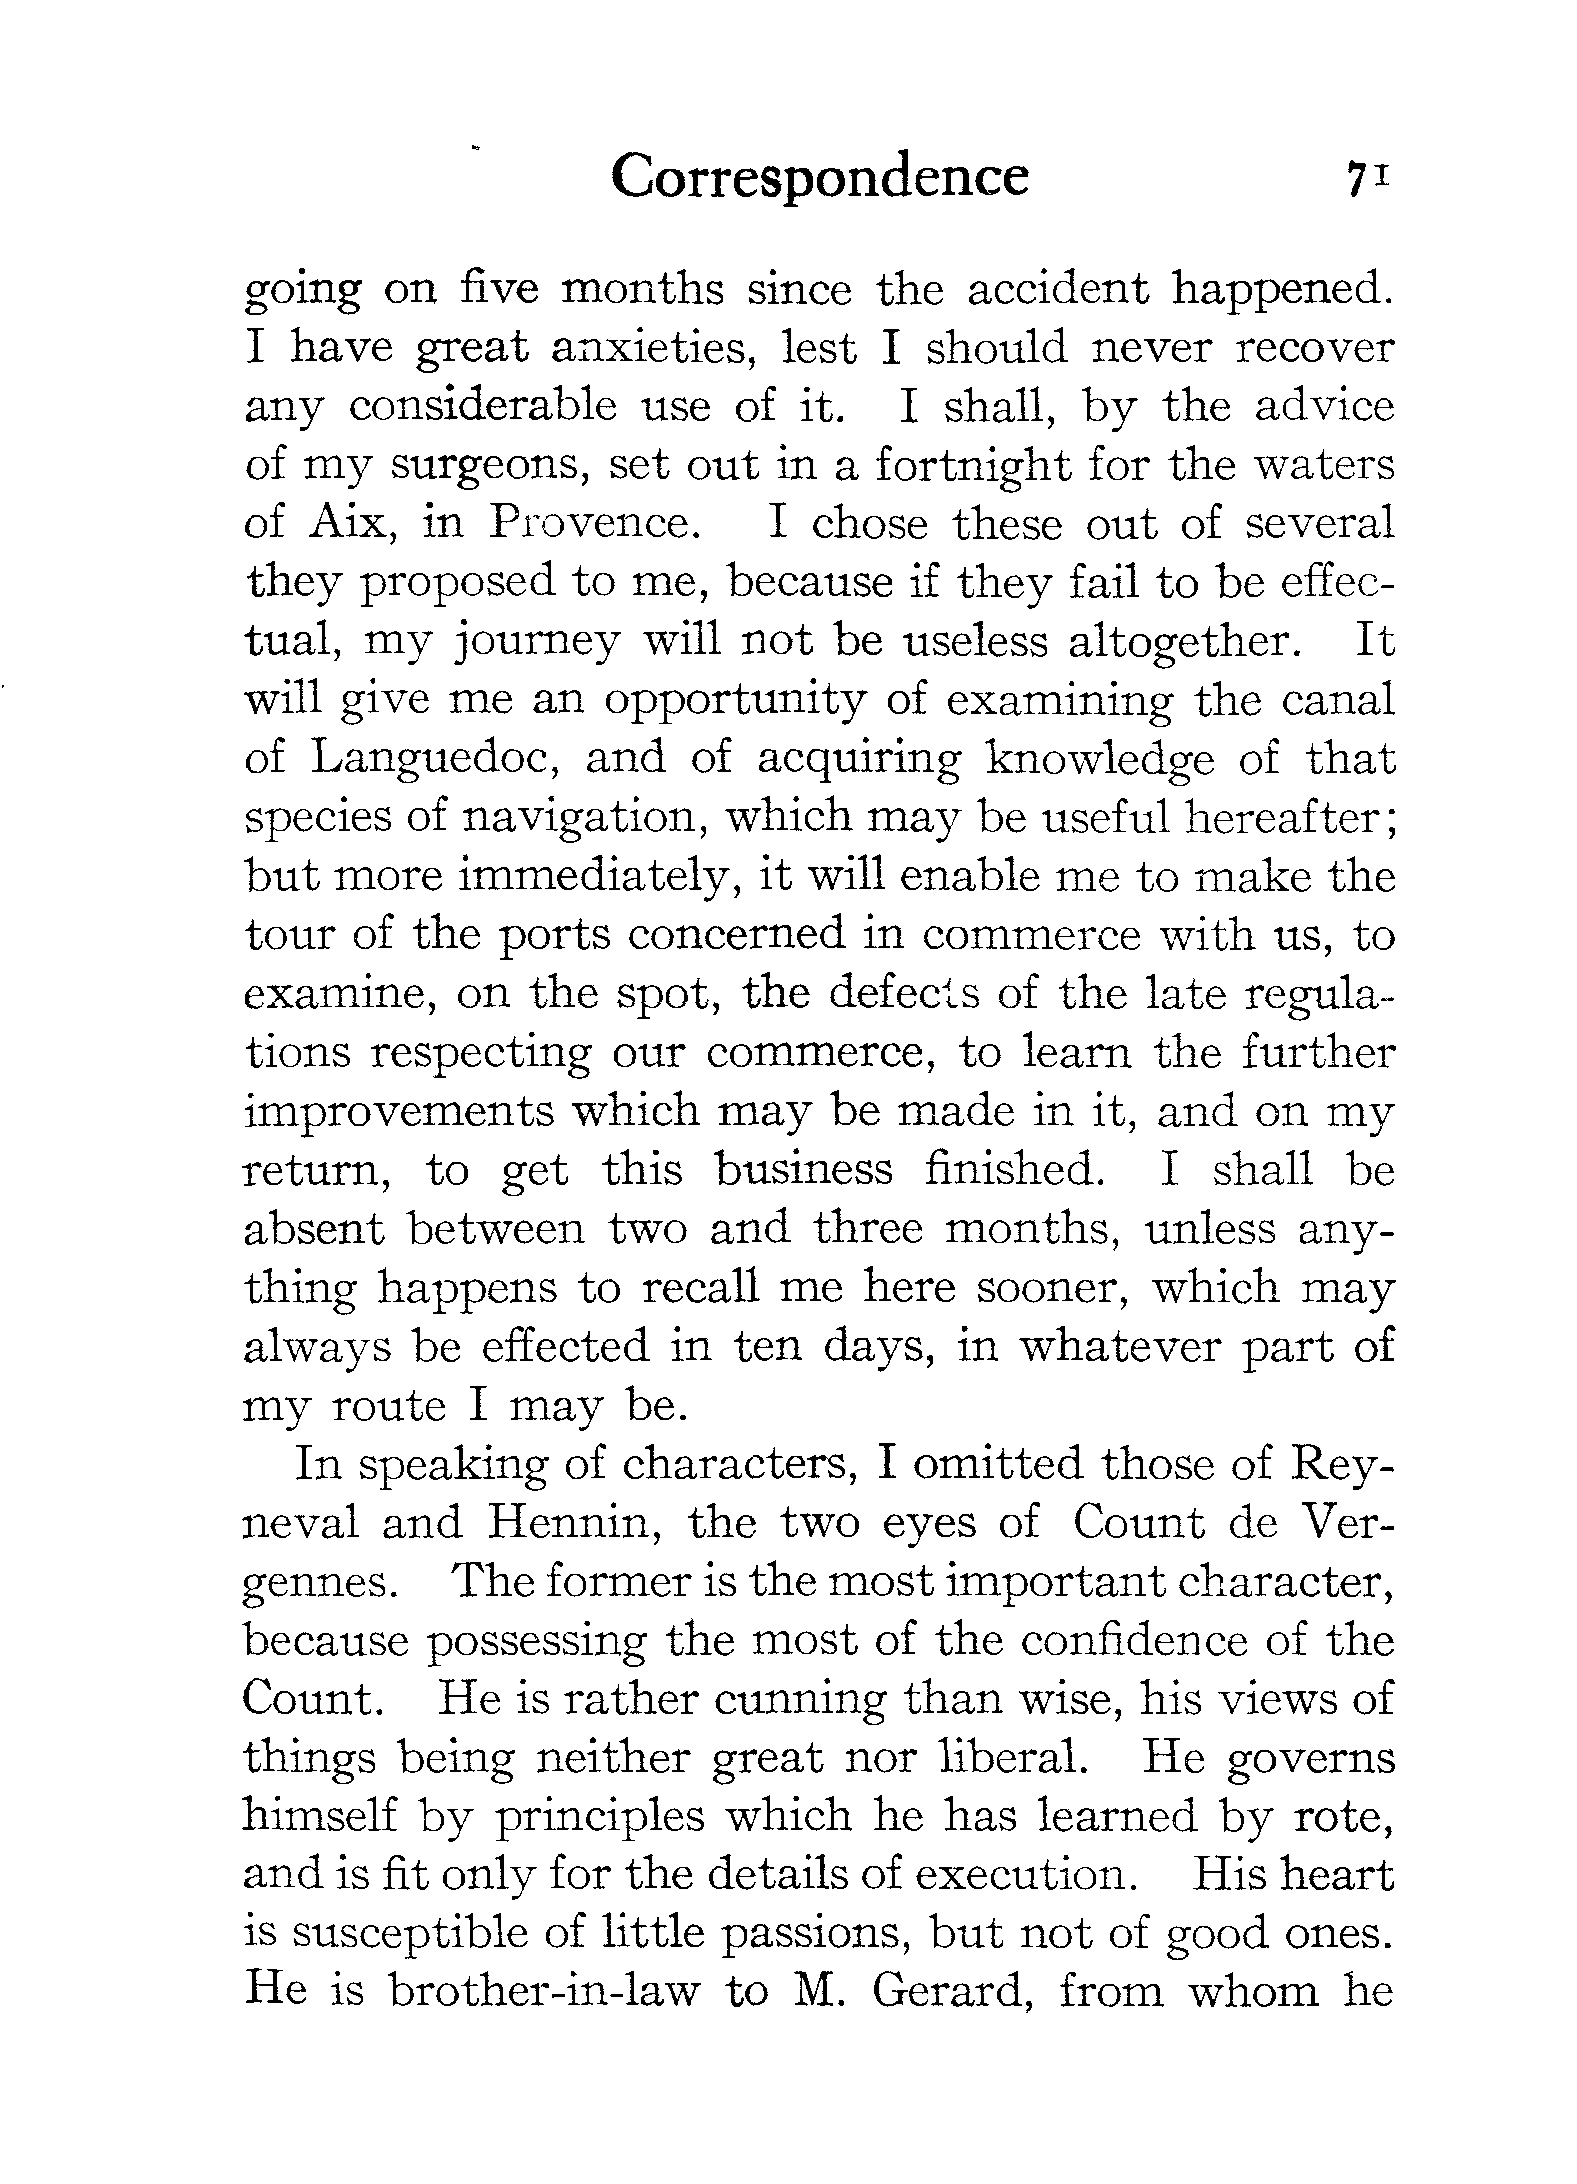 Correspondence 71
going on five months since the accident happened.
I have great anxieties, lest I should never recover
any considerable use of it. I shall, by the advice
of my surgeons, set out in a fortnight for the waters
of Aix, in Provence. I chose these out of several
they proposed to me, because if they fail to be effec-
tual, my journey will not be useless altogether. It
will give me an opportunity of examining the canal
of Languedoc, and of acquiring knowledge of that
species of navigation, which may be useful hereafter;
but more immediately, it will enable me to make the
tour of the ports concerned in commerce with us, to
examine, on the spot, the defects of the late regula-
tions respecting our commerce, to learn the further
improvements which may be made in it, and on my
return, to get this business finished. I shall be
absent between two and three months, unless any-
thing happens to recall me here sooner, which may
always be effected in ten days, in whatever part of
my route I may be.
In speaking of characters, I omitted those of Rey-
neval and Hennin, the two eyes of Count de Ver-
gennes. The former is the most important character,
because possessing the most of the confidence of the
Count. He is rather cunning than wise, his views of
things being neither great nor liberal. He governs
himself by principles which he has learned by rote,
and is fit only for the details of execution. His heart
is susceptible of little passions, but not of good ones.
He is brother-in-law to M. Gerard, from whom he